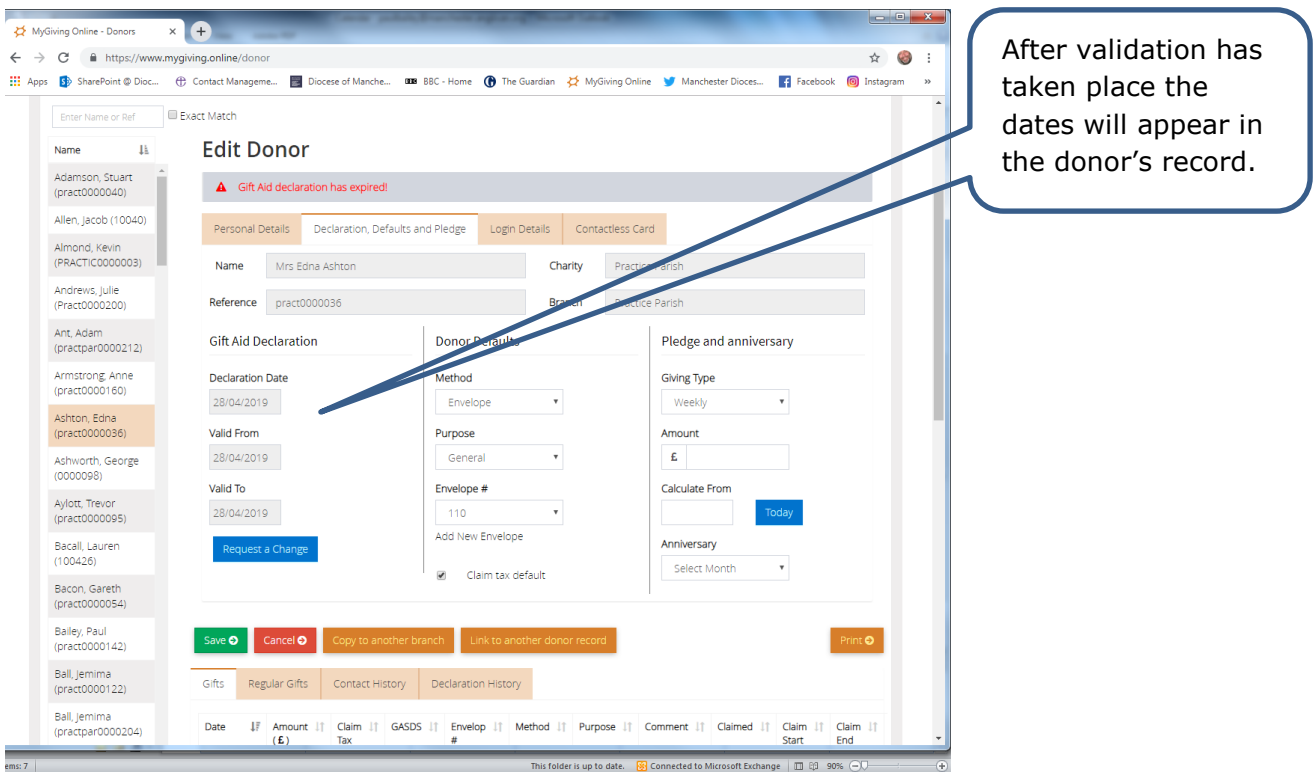 MyGiving Online - Donors
https://www.mygiving.online/donor
Apps SharePoint @ Dioc... Contact Manageme... Diocese of Manche... BBC - Home The Guardian MyGiving Online Manchester Dioces... Facebook Instagram »
After validation has
taken place the
dates will appear in
the donor's record.
Enter Name or Ref Exact Match
Name
Adamson, Stuart
(pract0000040)
Allen, Jacob (10040)
Almond, Kevin
(PRACTIC0000003)
Andrews, Julie
(Pract0000200)
Ant, Adam
(practpar0000212)
Armstrong, Anne
(pract0000160)
Ashton, Edna
(pract0000036)
Ashworth, George
(0000098)
Aylott, Trevor
(pract0000095)
Bacall, Lauren
(100426)
Bacon, Gareth
(pract0000054)
Bailey, Paul
(pract0000142)
Ball, Jemima
(pract0000122)
Ball, Jemima
(practpar0000204)
Edit Donor
Gift Aid declaration has expired!
Personal Details Declaration, Defaults and Pledge Login Details Contactless Card
Name Mrs Edna Ashton Charity Practice Parish
Reference pract0000036 Branch Practice Parish
Gift Aid Declaration
Declaration Date
28/04/2019
Valid From
28/04/2019
Valid To
28/04/2019
Request a Change
Donor Defaults
Method
Envelope
Purpose
General
Envelope #
110
Add New Envelope
Claim tax default
Pledge and anniversary
Giving Type
Weekly
Amount
£
Calculate From
Today
Anniversary
Select Month
Save Cancel Copy to another branch Link to another donor record Print
Gifts Regular Gifts Contact History Declaration History
Date Amount (£) Claim Tax GASDS Envelop # Method Purpose Comment Claimed Claim Start Claim End
ems: 7 This folder is up to date. Connected to Microsoft Exchange 90%